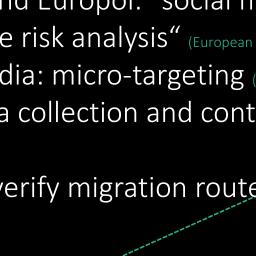 nd Europol: " social m
e risk analysis“ (European
dia: micro-targeting (
a collection and cont
verify migration route